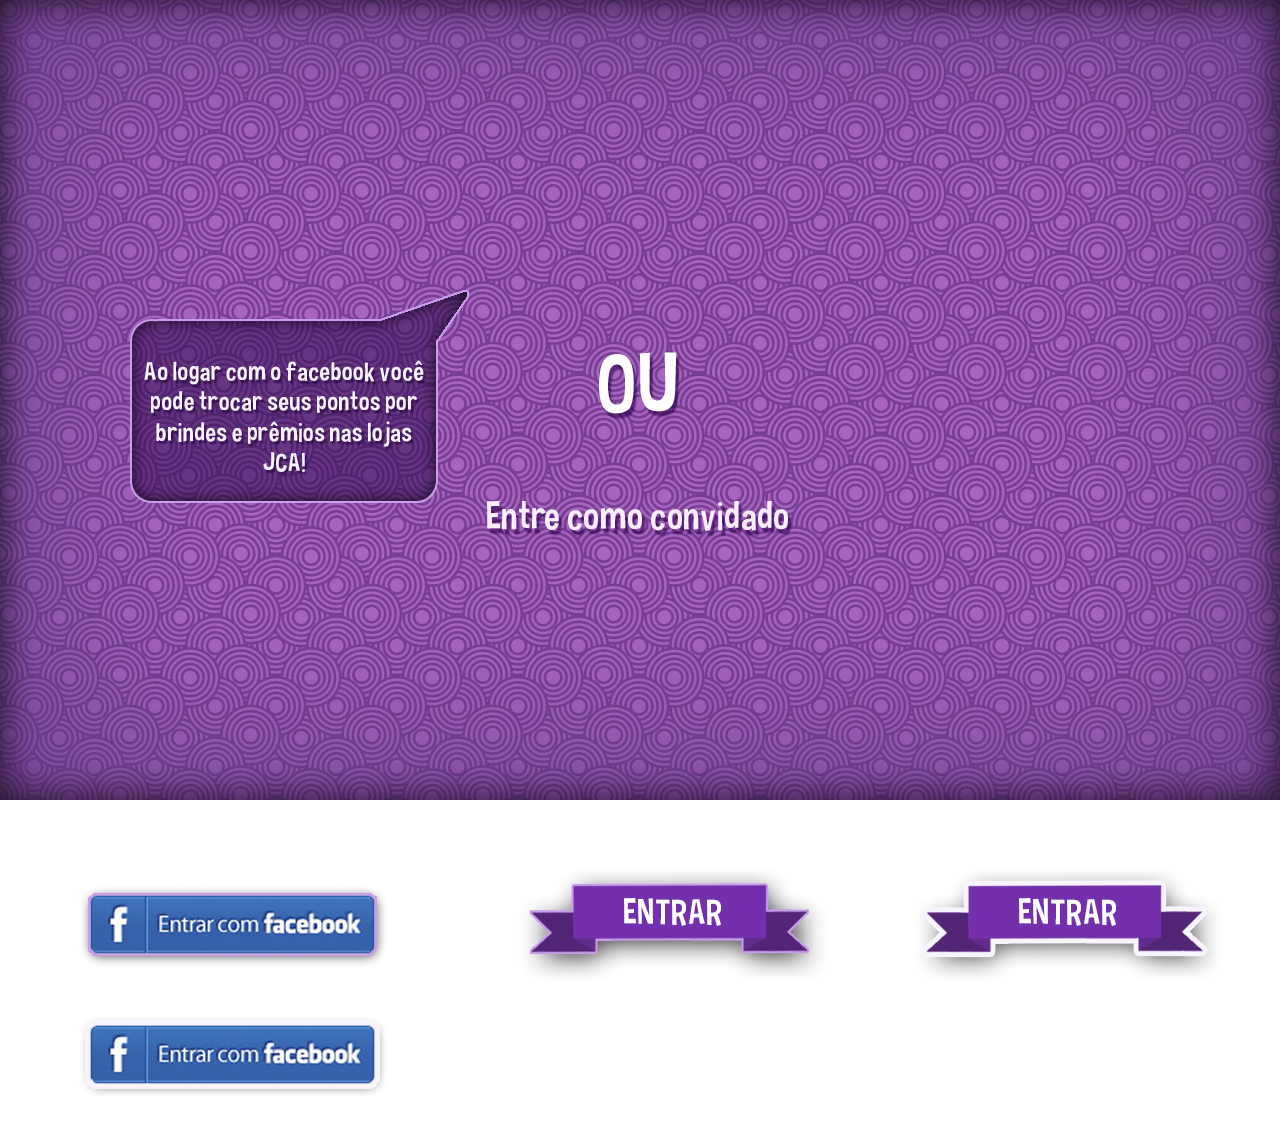 Ao logar com o facebook você
pode trocar seus pontos por
brindes e prêmios nas lojas
JCA!
OU
Entre como convidado
f Entrar com facebook
ENTRAR
ENTRAR
f Entrar com facebook